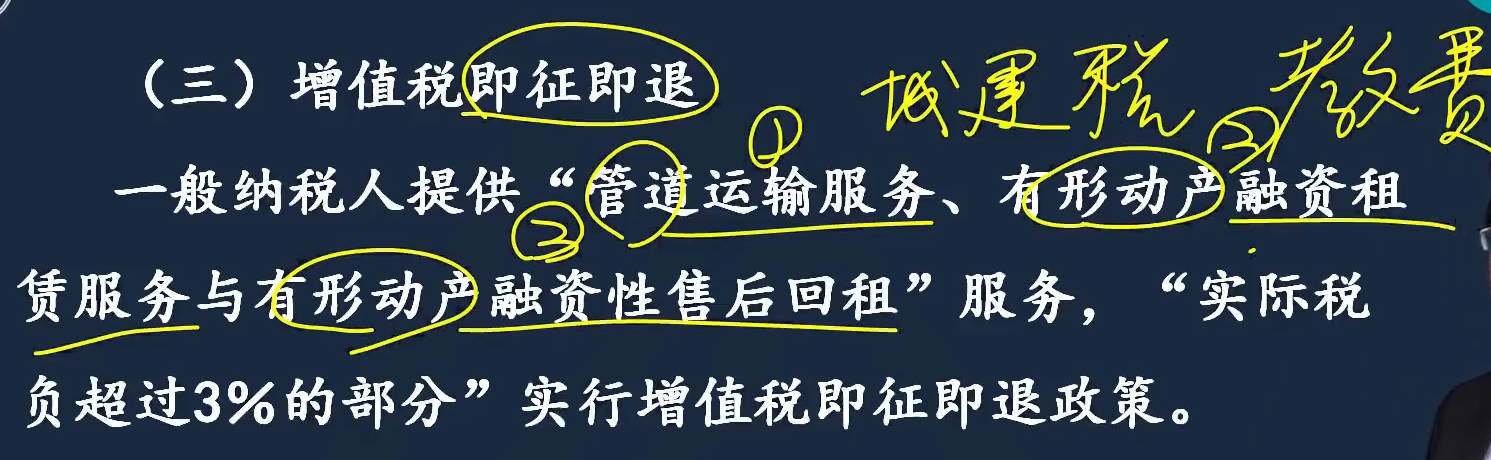 （三）增值税即征即退 城建税 教费
① ②
一般纳税人提供“管道运输服务、有形动产融资租
③
赁服务与有形动产融资性售后回租”服务，“实际税
负超过3%的部分”实行增值税即征即退政策。